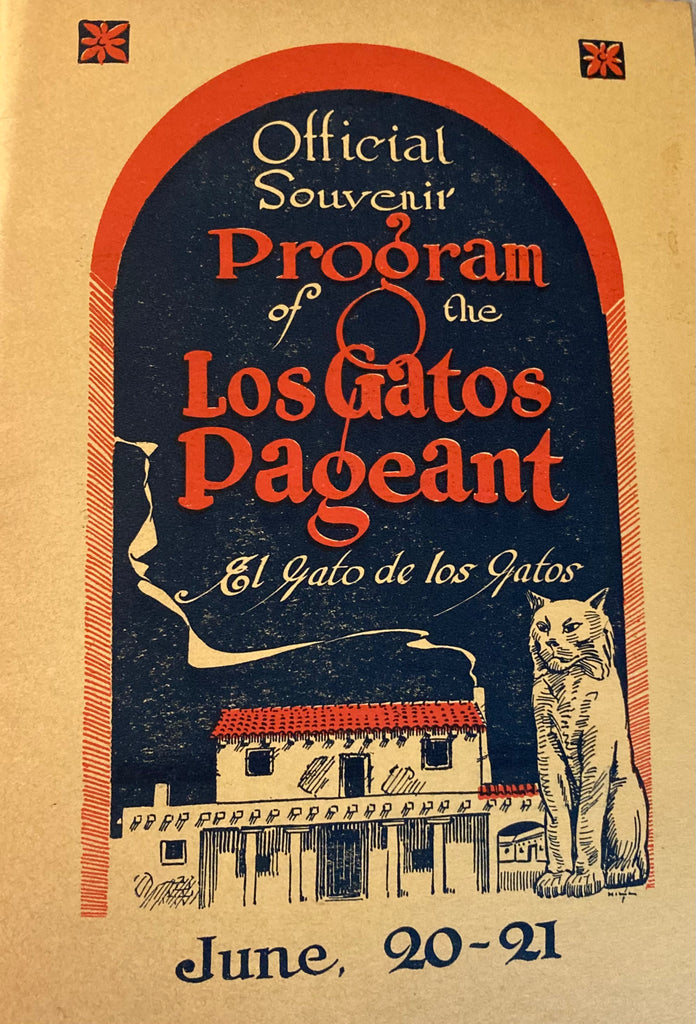 Official
Souvenir
Program
of the
Los Gatos
Pageant
El Gato de los Gatos
June, 20-21